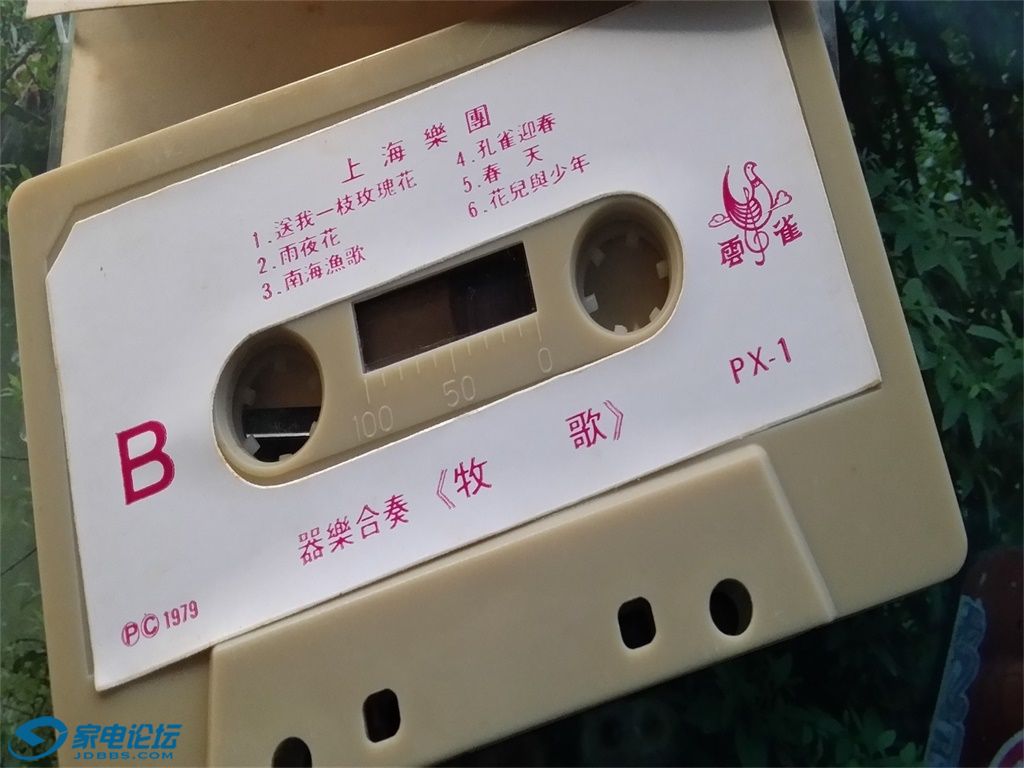 上海樂團
1.送我一枝玫瑰花
2.雨夜花
3.南海漁歌
4.孔雀迎春
5.春 天
6.花兒與少年
雲雀
PX-1
100 50 0
B
器樂合奏《牧 歌》
ⓅⒸ1979
家电论坛
JDBBS.COM